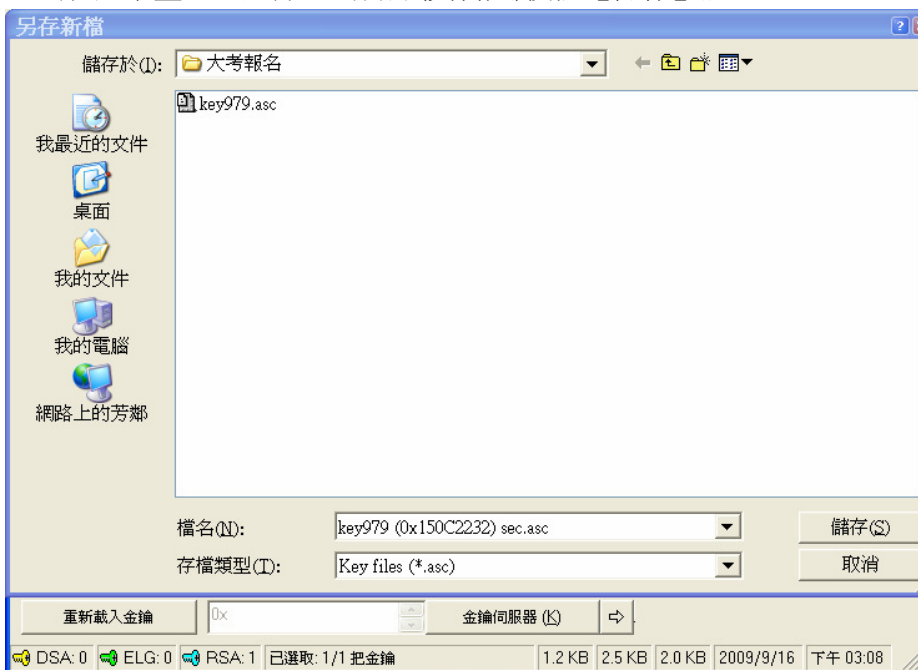 另存新檔
儲存於(I): 大考報名
key979.asc
我最近的文件
桌面
我的文件
我的電腦
網路上的芳鄰
檔名(N): key979 (0x150C2232) sec.asc 儲存(S)
存檔類型(T): Key files (*.asc) 取消
重新載入金鑰 0x 金鑰伺服器 (K)
DSA: 0 ELG: 0 RSA: 1 已選取: 1/1 把金鑰 1.2 KB 2.5 KB 2.0 KB 2009/9/16 下午 03:08